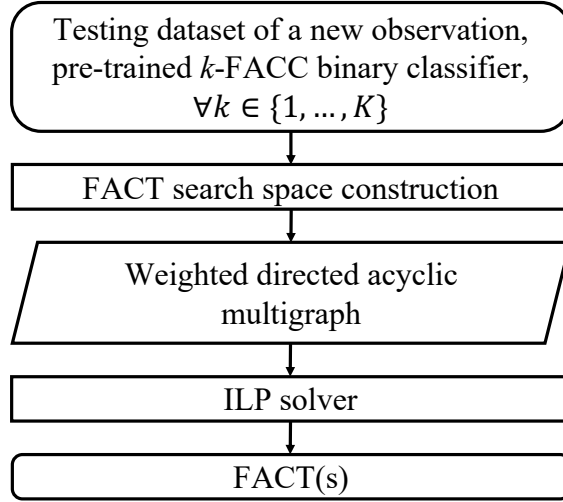 Testing dataset of a new observation,
pre-trained k-FACC binary classifier,
∀k ∈ {1, … , K}
FACT search space construction
Weighted directed acyclic
multigraph
ILP solver
FACT(s)